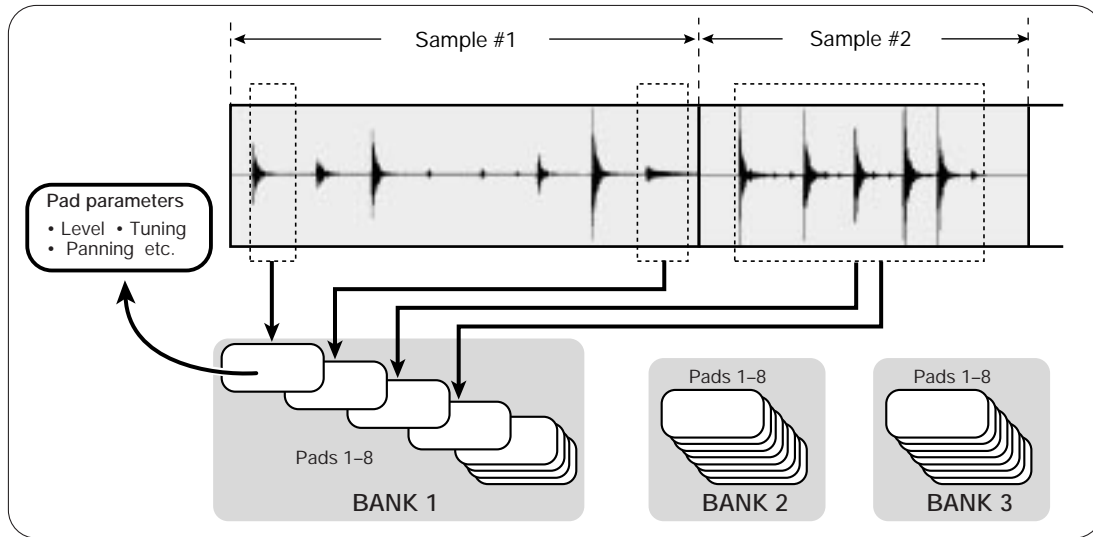 Sample #1
Sample #2
Pad parameters
• Level • Tuning
• Panning etc.
Pads 1–8
BANK 1
Pads 1–8
BANK 2
Pads 1–8
BANK 3